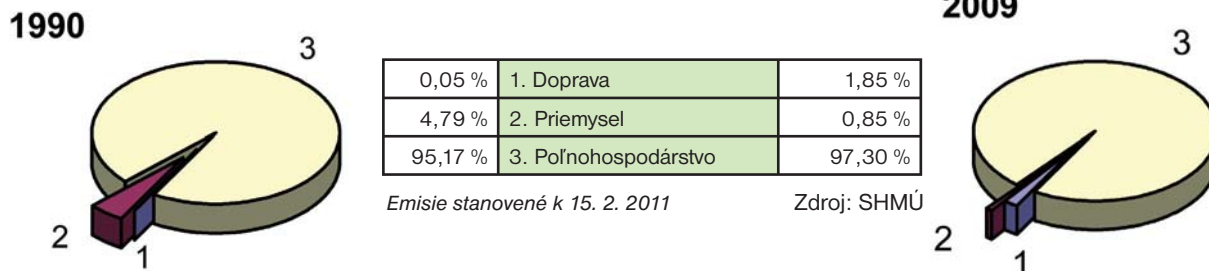 1990
3
2
1
0,05 % 1. Doprava 1,85 %
4,79 % 2. Priemysel 0,85 %
95,17 % 3. Poľnohospodárstvo 97,30 %
Emisie stanovené k 15. 2. 2011 Zdroj: SHMÚ
2009
3
2
1